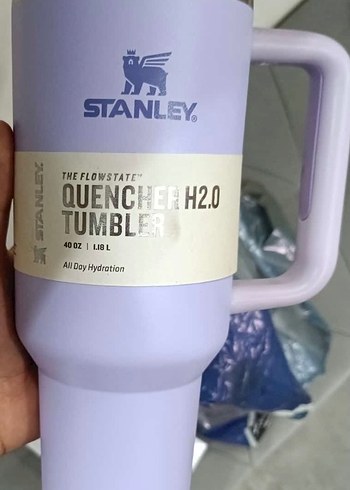 STANLEY®
STANLEY
THE FLOWSTATE™
QUENCHER H2.0
TUMBLER
40 OZ | 1.18 L
All Day Hydration